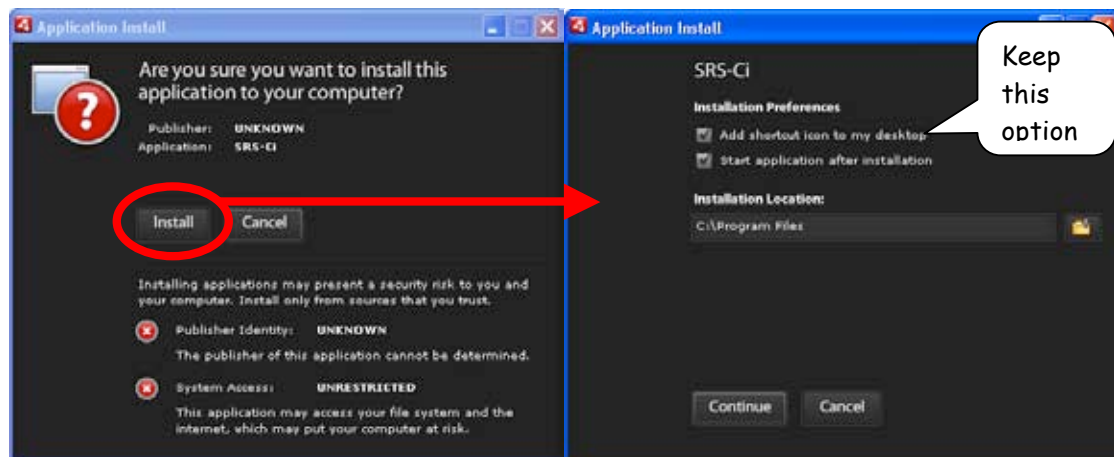 Application Install
Are you sure you want to install this
application to your computer?
Publisher: UNKNOWN
Application: SRS-Ci
Install
Cancel
Installing applications may present a security risk to you and
your computer. Install only from sources that you trust.
Publisher Identity: UNKNOWN
The publisher of this application cannot be determined.
System Access: UNRESTRICTED
This application may access your file system and the
internet, which may put your computer at risk.
Application Install
SRS-Ci
Installation Preferences
Add shortcut icon to my desktop
Start application after installation
Installation Location:
C:\Program Files
Continue
Cancel
Keep
this
option